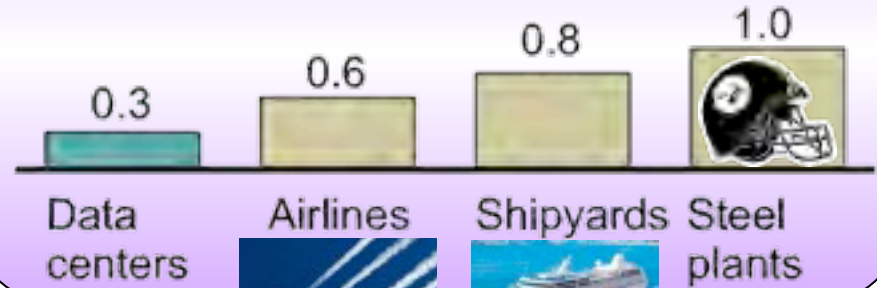 0.3
0.6
0.8
1.0
Data centers
Airlines
Shipyards
Steel plants